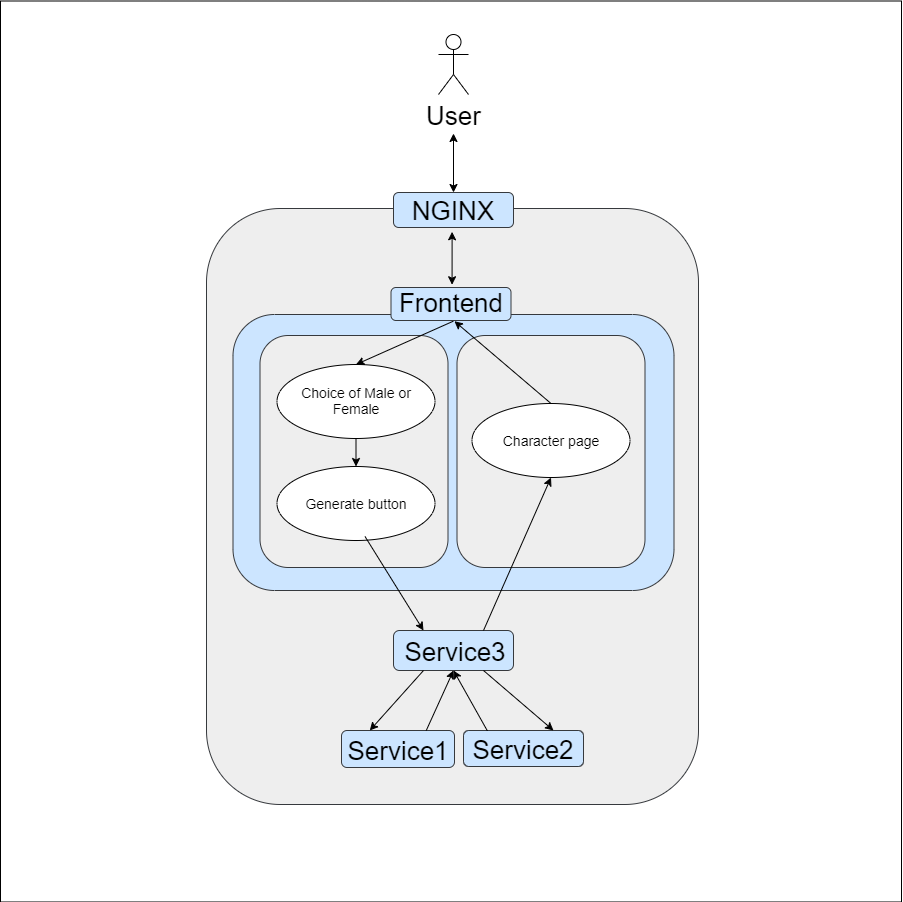 User
NGINX
Frontend
Choice of Male or
Female
Generate button
Character page
Service3
Service1
Service2